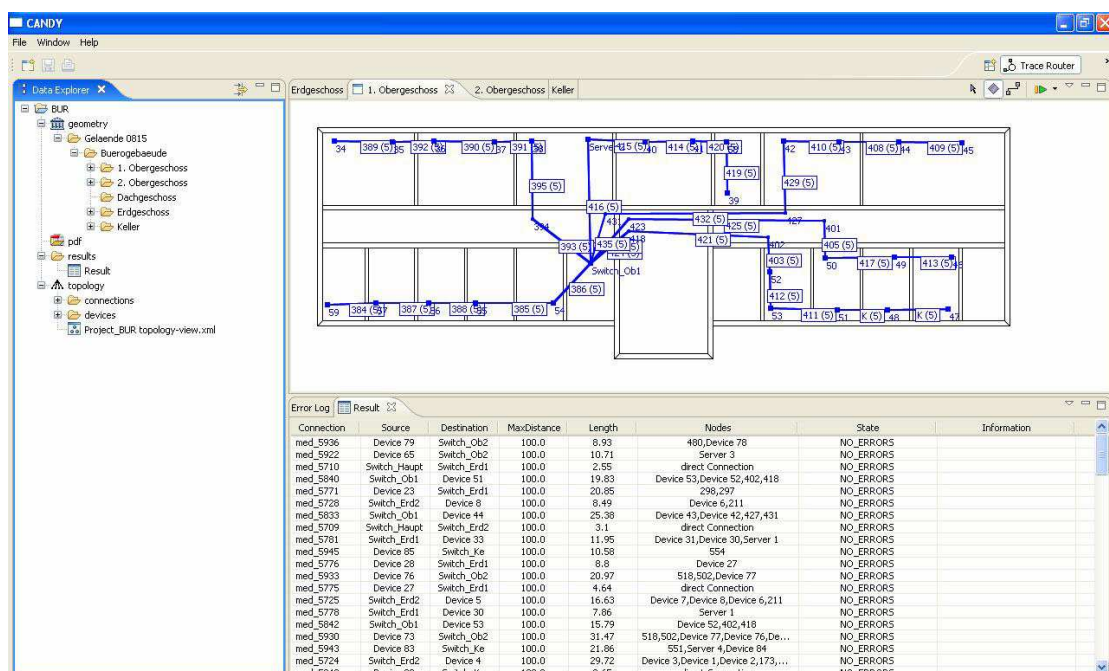 CANDY
File Window Help
Trace Router
Data Explorer
BUR
geometry
Gelaende 0815
Buerogebaeude
1. Obergeschoss
2. Obergeschoss
Dachgeschoss
Erdgeschoss
Keller
pdf
results
Result
topology
connections
devices
Project_BUR topology-view.xml
Erdgeschoss 1. Obergeschoss 2. Obergeschoss Keller
34 389 (5) 35 392 (5) 390 (5) 37 391 (5) 415 (5) 40 414 (5) 420 (5) 42 410 (5) 43 408 (5) 44 409 (5) 45
395 (5) 419 (5) 429 (5)
39
416 (5) 431 432 (5) 427
423 425 (5) 401
393 (5) 435 (5) 418 421 (5) 402 405 (5)
403 (5) 50 417 (5) 49 413 (5)
Switch_Ob1
52
386 (5)
412 (5)
59 384 (5) 387 (5) 388 (5) 385 (5) 54 53 411 (5) 51 K (5) 48 K (5) 47
Error Log Result
Connection Source Destination MaxDistance Length Nodes State Information
med_5936 Device 79 Switch_Ob2 100.0 8.93 480,Device 78 NO_ERRORS
med_5922 Device 65 Switch_Ob2 100.0 10.71 Server 3 NO_ERRORS
med_5710 Switch_Haupt Switch_Erd1 100.0 2.55 direct Connection NO_ERRORS
med_5840 Switch_Ob1 Device 51 100.0 19.83 Device 53,Device 52,402,418 NO_ERRORS
med_5771 Device 23 Switch_Erd1 100.0 20.85 298,297 NO_ERRORS
med_5728 Switch_Erd2 Device 8 100.0 8.49 Device 6,211 NO_ERRORS
med_5833 Switch_Ob1 Device 44 100.0 25.38 Device 43,Device 42,427,431 NO_ERRORS
med_5709 Switch_Haupt Switch_Erd2 100.0 3.1 direct Connection NO_ERRORS
med_5781 Switch_Erd1 Device 33 100.0 11.95 Device 31,Device 30,Server 1 NO_ERRORS
med_5945 Device 85 Switch_Ke 100.0 10.58 554 NO_ERRORS
med_5776 Device 28 Switch_Erd1 100.0 8.8 Device 27 NO_ERRORS
med_5933 Device 76 Switch_Ob2 100.0 20.97 518,502,Device 77 NO_ERRORS
med_5775 Device 27 Switch_Erd1 100.0 4.64 direct Connection NO_ERRORS
med_5725 Switch_Erd2 Device 5 100.0 16.63 Device 7,Device 8,Device 6,211 NO_ERRORS
med_5778 Switch_Erd1 Device 30 100.0 7.86 Server 1 NO_ERRORS
med_5842 Switch_Ob1 Device 53 100.0 15.79 Device 52,402,418 NO_ERRORS
med_5930 Device 73 Switch_Ob2 100.0 31.47 518,502,Device 77,Device 76,De... NO_ERRORS
med_5943 Device 83 Switch_Ke 100.0 21.86 551,Server 4,Device 84 NO_ERRORS
med_5724 Switch_Erd2 Device 4 100.0 29.72 Device 3,Device 1,Device 2,173,... NO_ERRORS